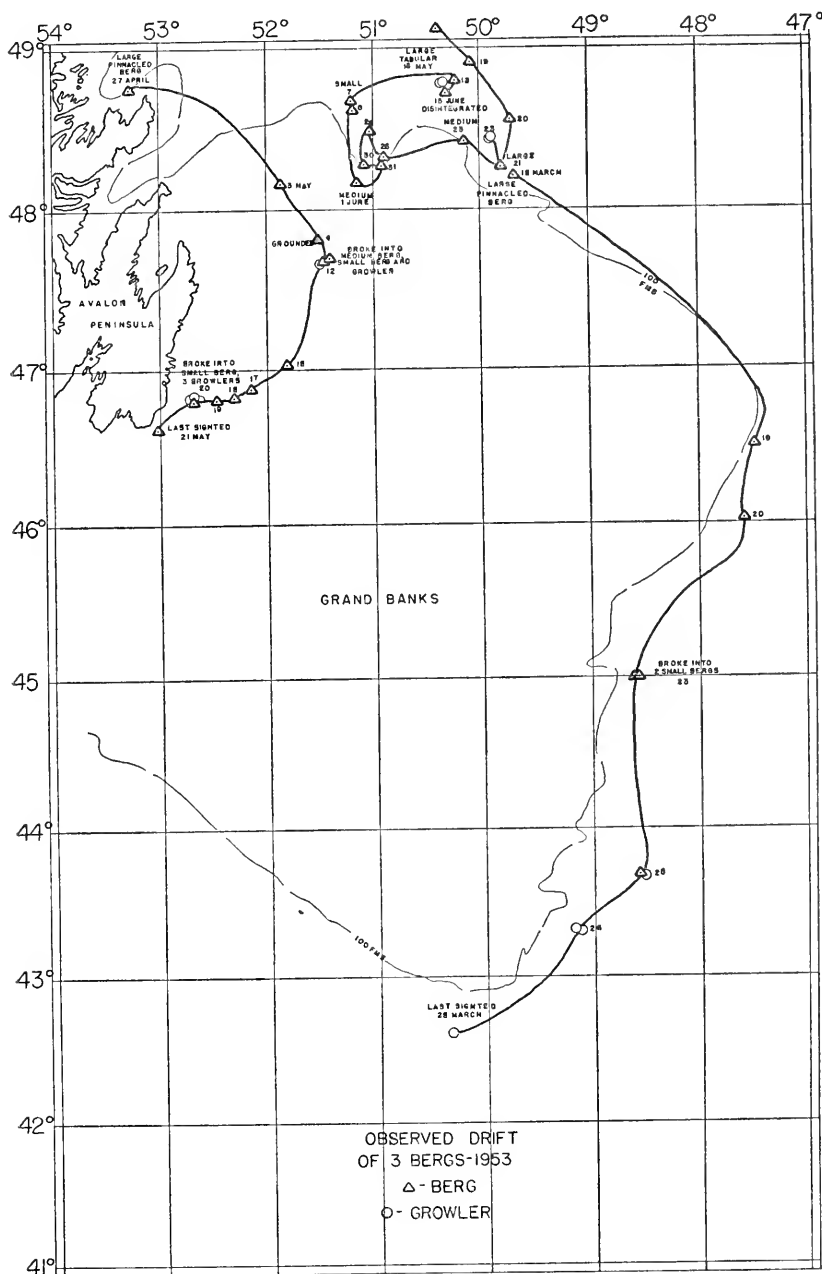 54° 53° 52° 51° 50° 49° 48° 47°
49°
LARGE
PINNACLED
BERG
27 APRIL
LARGE
TABULAR
18 MAY
19
SMALL
7
13
15 JUNE
DISINTEGRATED
20
MEDIUM
23
23
30
31
LARGE
21
18 MARCH
MEDIUM
1 JUNE
LARGE
PINNACLED
BERG
3 MAY
48°
GROUNDED
BROKE INTO
MEDIUM BERG,
SMALL BERG AND
GROWLER
12
100
FMS
AVALON
PENINSULA
47°
BROKE INTO
SMALL BERG,
3 GROWLERS
20
19
18
17
LAST SIGHTED
21 MAY
19
46°
20
GRAND BANKS
45°
BROKE INTO
2 SMALL BERGS
23
44°
100 FMS
43°
LAST SIGHTED
28 MARCH
42°
OBSERVED DRIFT
OF 3 BERGS-1953
△ - BERG
○ - GROWLER
41°